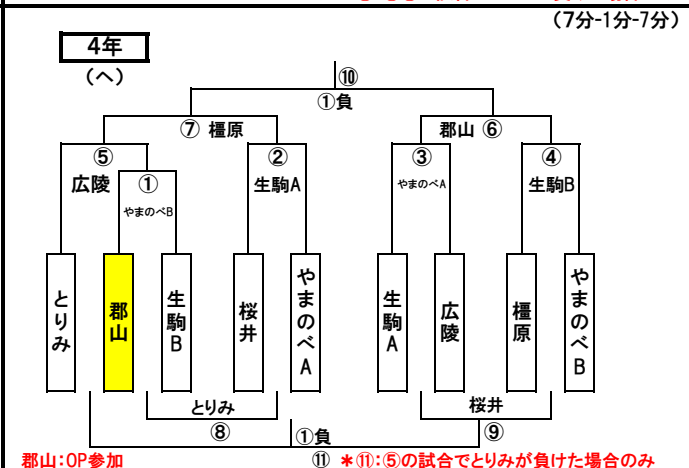 (7分-1分-7分)
4年
(へ)
⑩
①負
⑦ 橿原
郡山 ⑥
⑤
広陵
①
やまのべB
②
生駒A
③
やまのべA
④
生駒B
とりみ
郡山
生駒B
桜井
やまのべA
生駒A
広陵
橿原
やまのべB
とりみ
桜井
⑧
①負
⑨
郡山:OP参加
⑪ *⑪:⑤の試合でとりみが負けた場合のみ